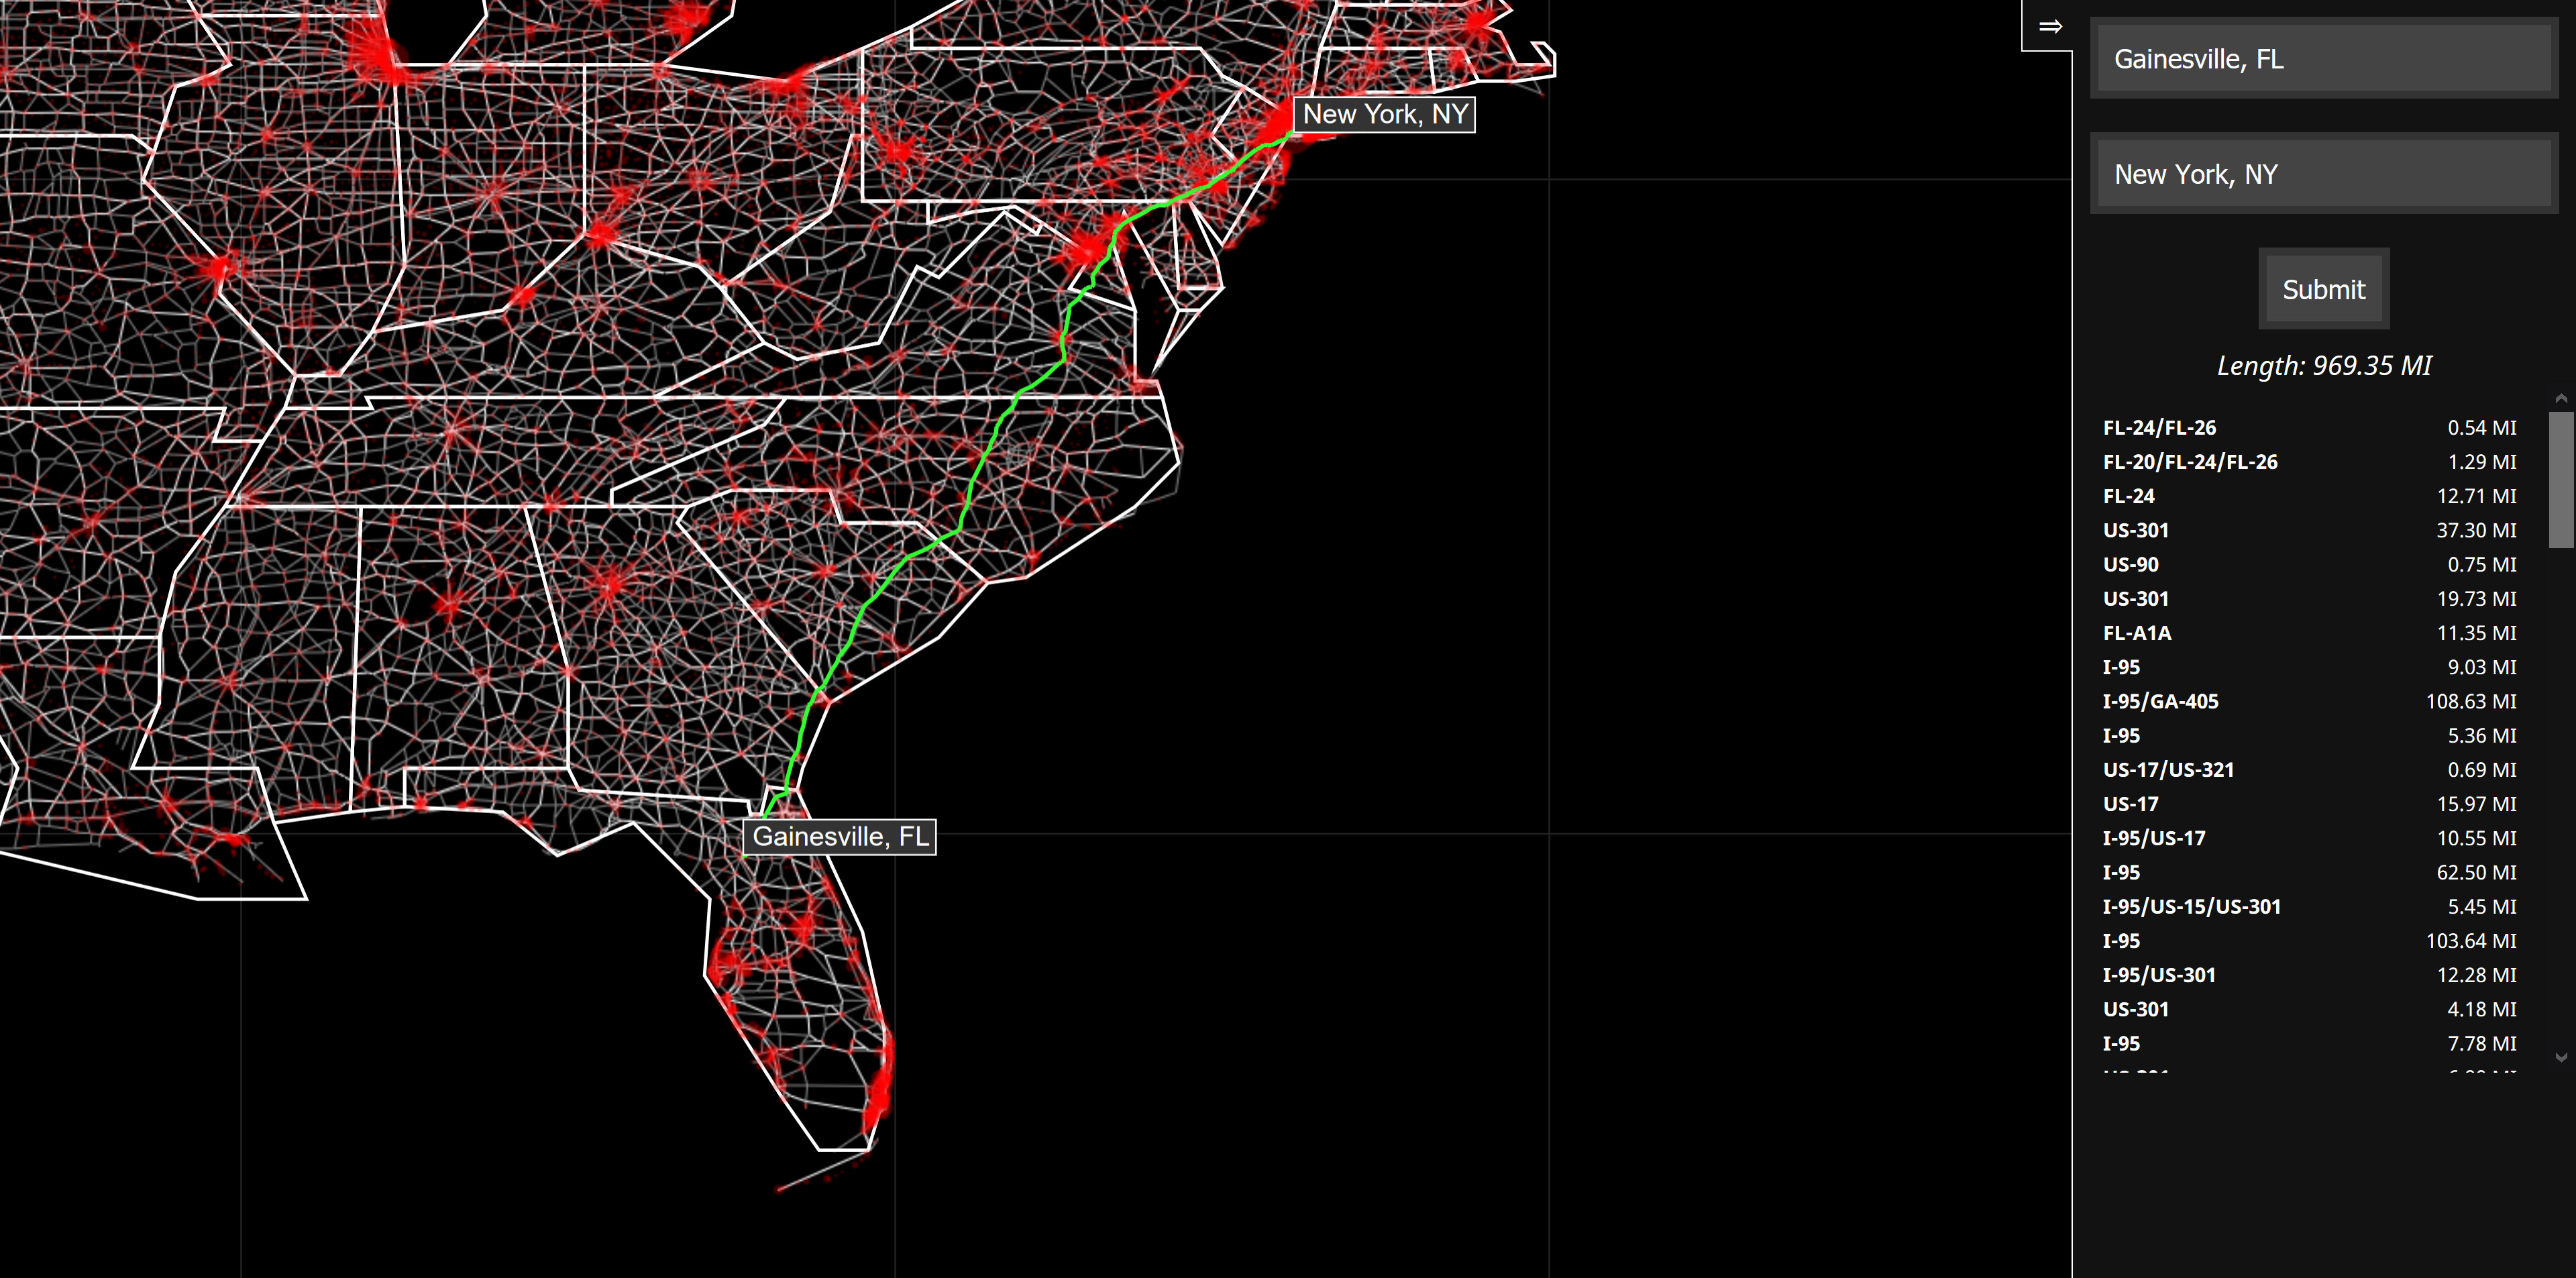 New York, NY
Gainesville, FL
⇒
Gainesville, FL
New York, NY
Submit
Length: 969.35 MI
FL-24/FL-26 0.54 MI
FL-20/FL-24/FL-26 1.29 MI
FL-24 12.71 MI
US-301 37.30 MI
US-90 0.75 MI
US-301 19.73 MI
FL-A1A 11.35 MI
I-95 9.03 MI
I-95/GA-405 108.63 MI
I-95 5.36 MI
US-17/US-321 0.69 MI
US-17 15.97 MI
I-95/US-17 10.55 MI
I-95 62.50 MI
I-95/US-15/US-301 5.45 MI
I-95 103.64 MI
I-95/US-301 12.28 MI
US-301 4.18 MI
I-95 7.78 MI